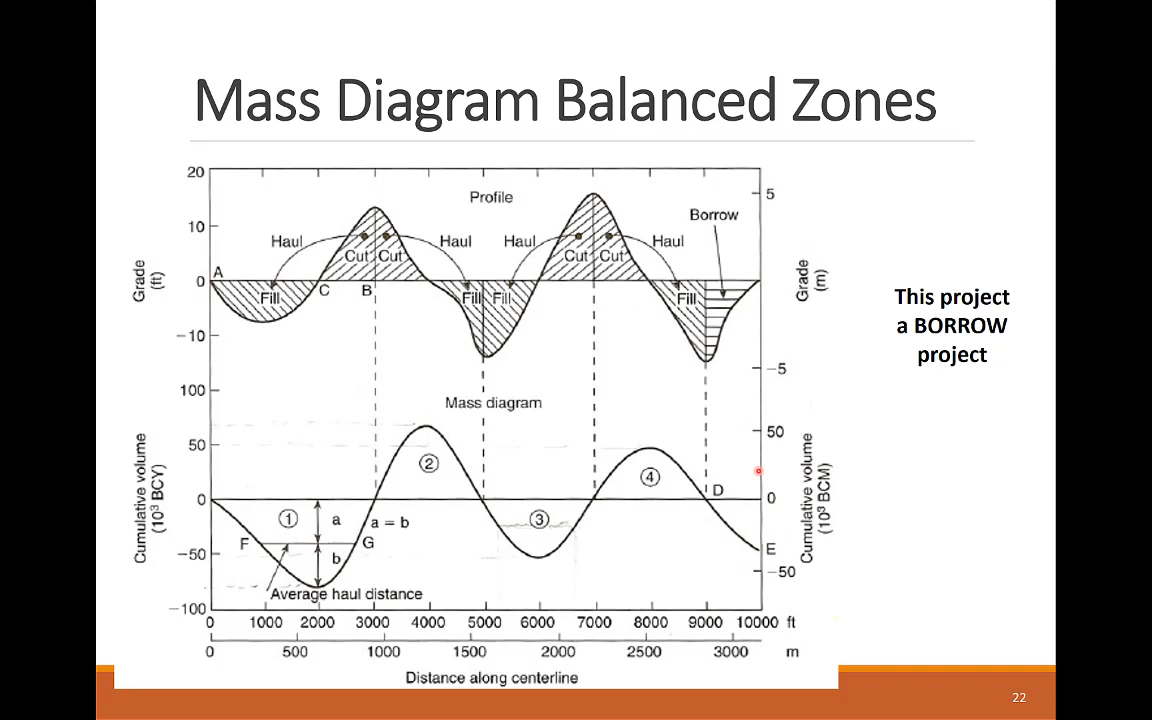 Mass Diagram Balanced Zones
20
10
0
−10
Grade
(ft)
A
Profile
5
Borrow
Haul
Haul
Haul
Haul
Cut
Cut
Cut
Cut
C
B
Fill
Fill
Fill
Fill
Grade
(m)
−5
This project
a BORROW
project
Mass diagram
100
50
0
−50
−100
Cumulative volume
(10³ BCY)
1
2
3
4
a
a = b
b
F
G
D
E
50
0
−50
Cumulative volume
(10³ BCM)
Average haul distance
0 1000 2000 3000 4000 5000 6000 7000 8000 9000 10000 ft
0 500 1000 1500 2000 2500 3000 m
Distance along centerline
22